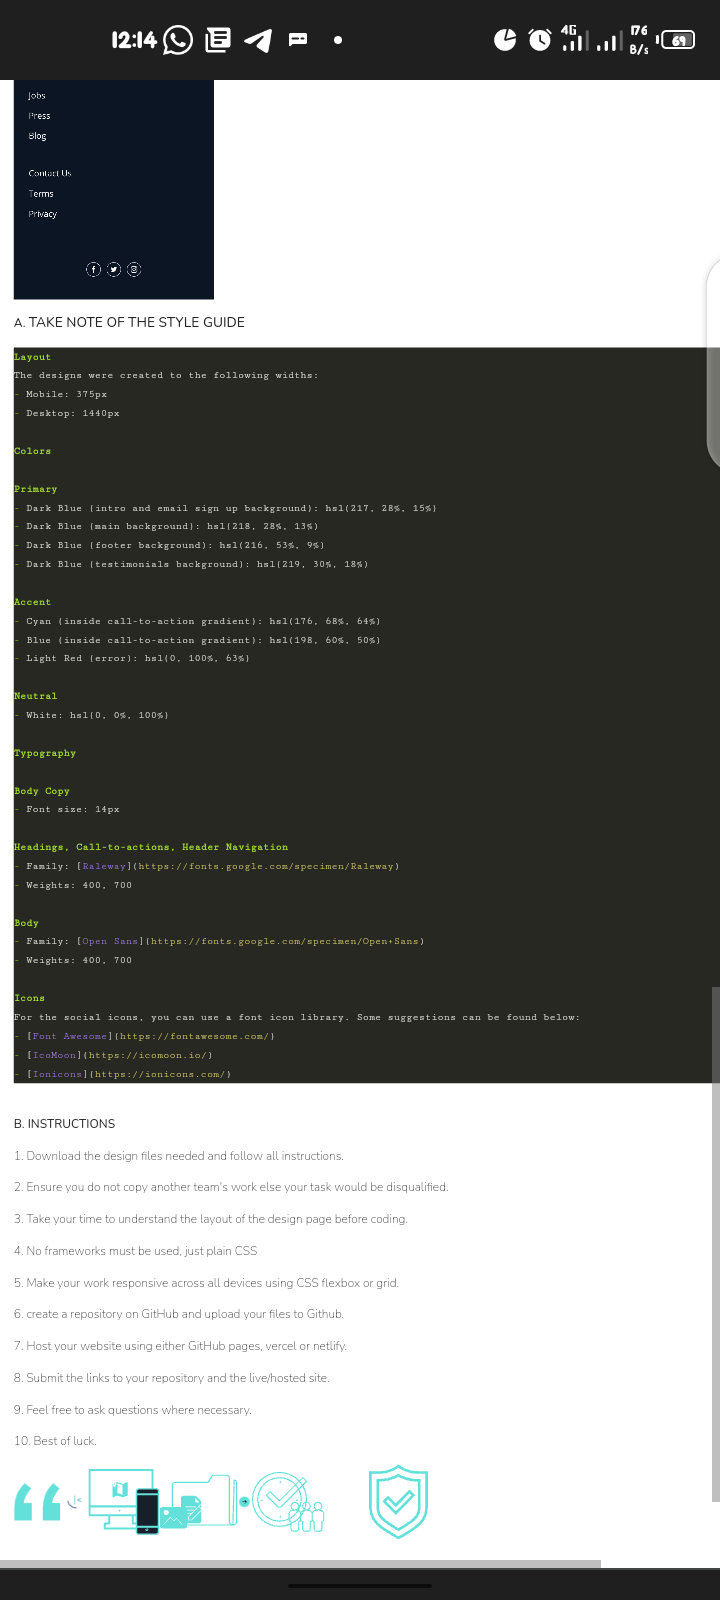 12:14
4G
176
B/s
69
Jobs
Press
Blog
Contact Us
Terms
Privacy
A. TAKE NOTE OF THE STYLE GUIDE
Layout
The designs were created to the following widths:
- Mobile: 375px
- Desktop: 1440px
Colors
Primary
- Dark Blue (intro and email sign up background): hsl(217, 28%, 15%)
- Dark Blue (main background): hsl(218, 28%, 13%)
- Dark Blue (footer background): hsl(216, 53%, 9%)
- Dark Blue (testimonials background): hsl(219, 30%, 18%)
Accent
- Cyan (inside call-to-action gradient): hsl(176, 68%, 64%)
- Blue (inside call-to-action gradient): hsl(198, 60%, 50%)
- Light Red (error): hsl(0, 100%, 63%)
Neutral
- White: hsl(0, 0%, 100%)
Typography
Body Copy
- Font size: 14px
Headings, Call-to-actions, Header Navigation
- Family: [Raleway](https://fonts.google.com/specimen/Raleway)
- Weights: 400, 700
Body
- Family: [Open Sans](https://fonts.google.com/specimen/Open+Sans)
- Weights: 400, 700
Icons
For the social icons, you can use a font icon library. Some suggestions can be found below:
- [Font Awesome](https://fontawesome.com/)
- [IcoMoon](https://icomoon.io/)
- [Ionicons](https://ionicons.com/)
B. INSTRUCTIONS
1. Download the design files needed and follow all instructions.
2. Ensure you do not copy another team's work else your task would be disqualified.
3. Take your time to understand the layout of the design page before coding.
4. No frameworks must be used, just plain CSS
5. Make your work responsive across all devices using CSS flexbox or grid.
6. create a repository on GitHub and upload your files to Github.
7. Host your website using either GitHub pages, vercel or netlify.
8. Submit the links to your repository and the live/hosted site.
9. Feel free to ask questions where necessary.
10. Best of luck.